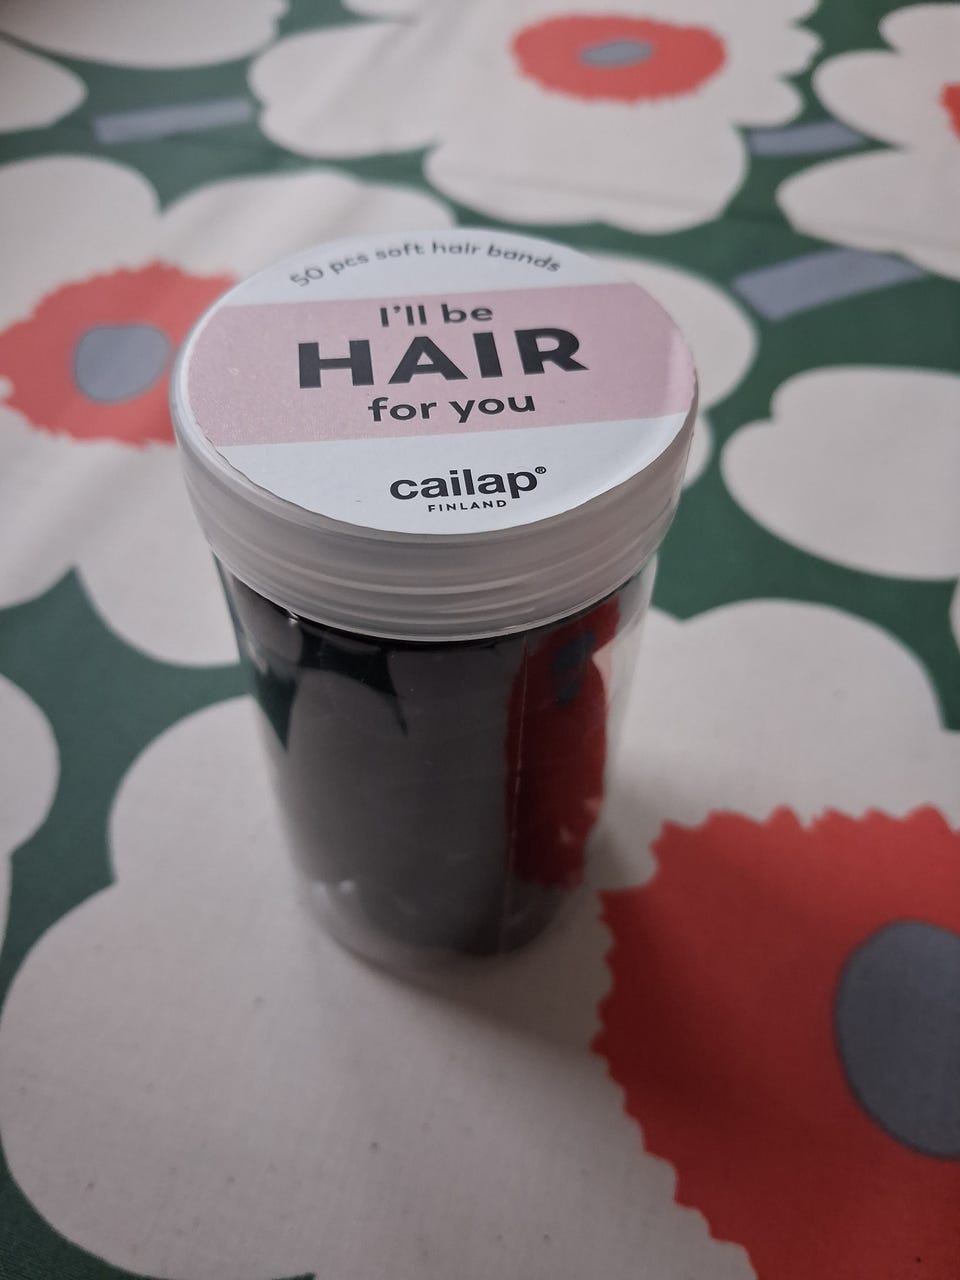 50 pcs soft hair bands
I'll be
HAIR
for you
cailap®
FINLAND